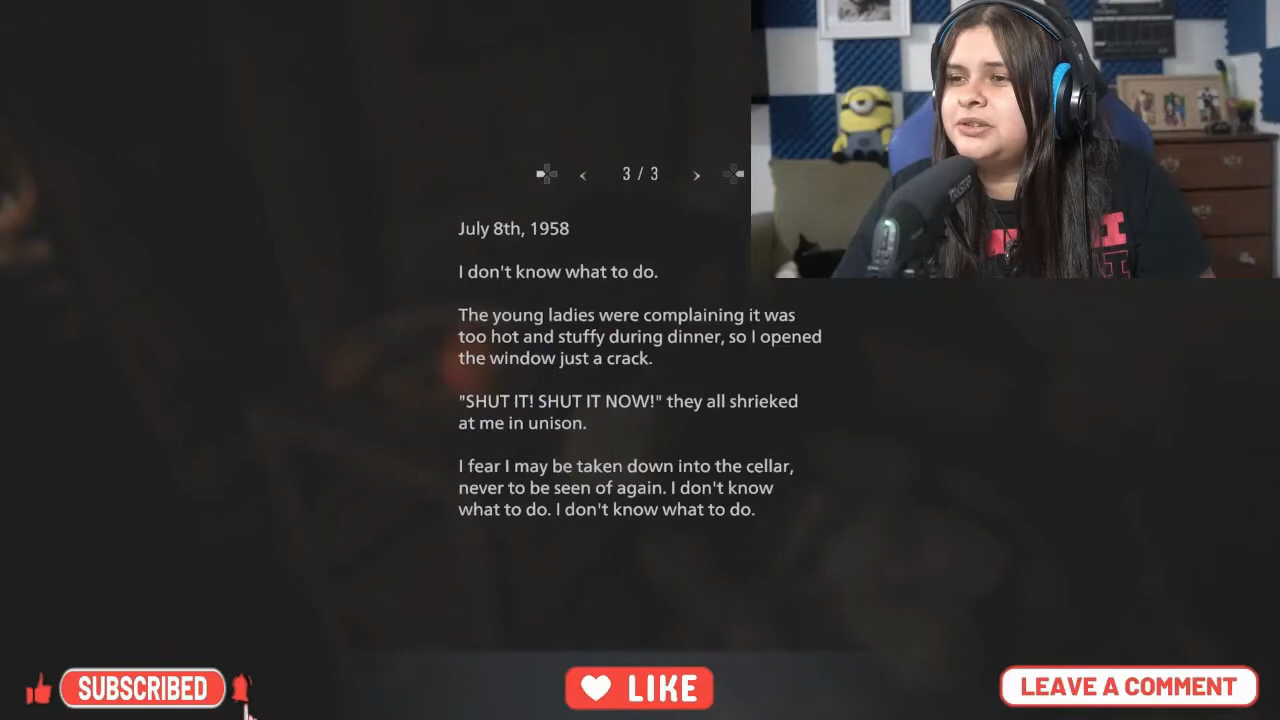 3 / 3
July 8th, 1958
I don't know what to do.
The young ladies were complaining it was
too hot and stuffy during dinner, so I opened
the window just a crack.
"SHUT IT! SHUT IT NOW!" they all shrieked
at me in unison.
I fear I may be taken down into the cellar,
never to be seen of again. I don't know
what to do. I don't know what to do.
SUBSCRIBED
LIKE
LEAVE A COMMENT